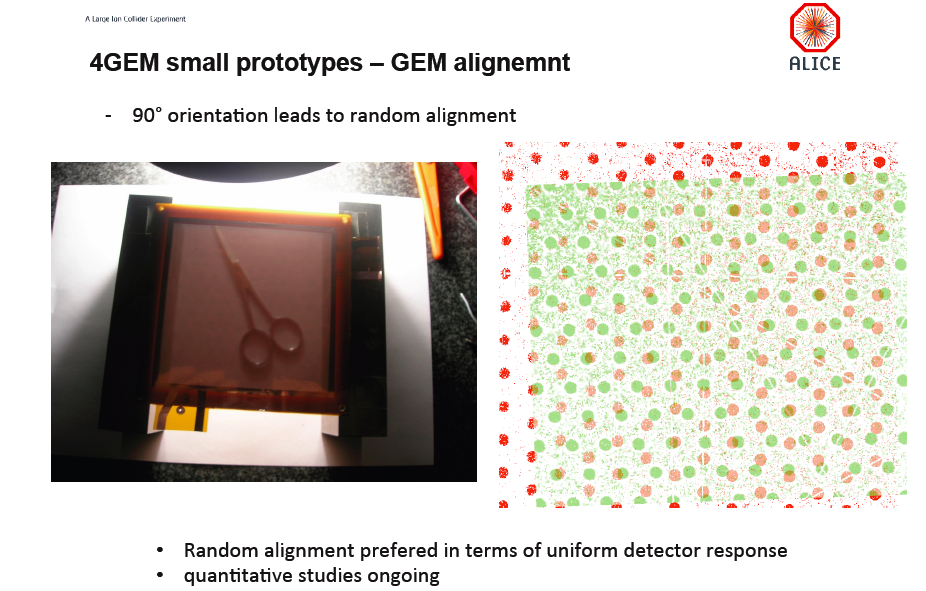 A Large Ion Collider Experiment
ALICE
4GEM small prototypes – GEM alignemnt
- 90° orientation leads to random alignment
• Random alignment prefered in terms of uniform detector response
• quantitative studies ongoing